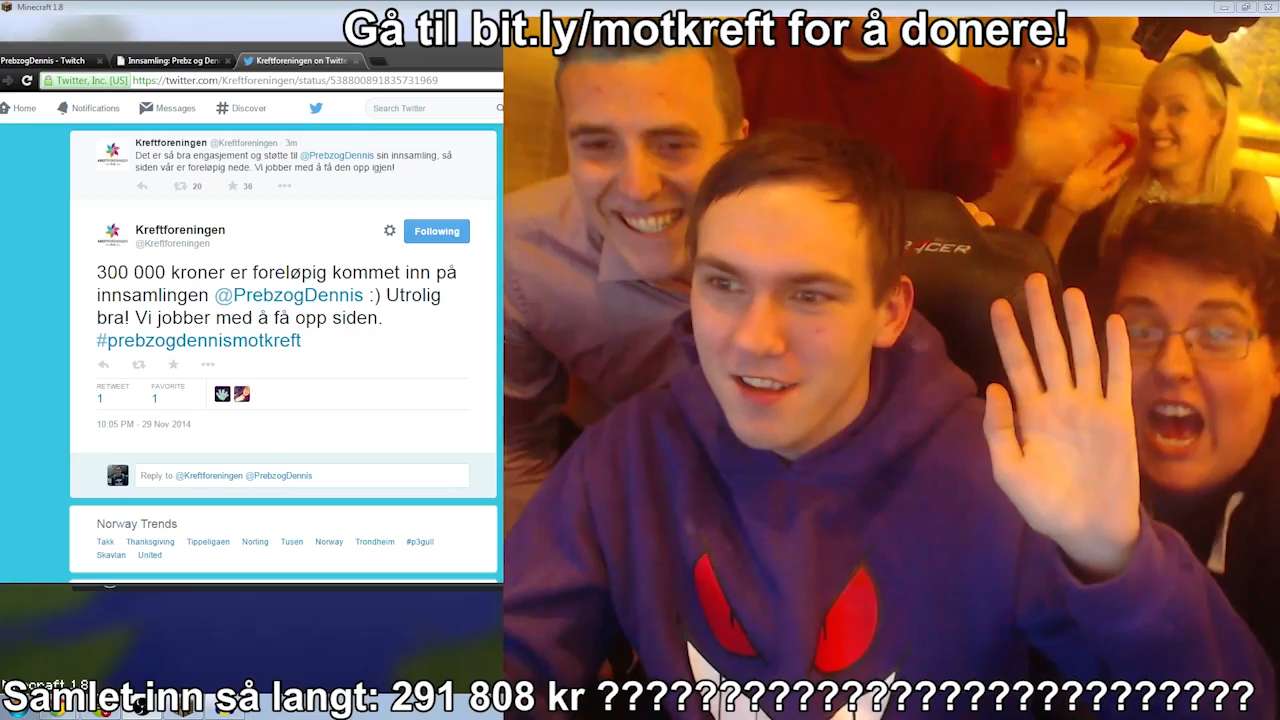 Minecraft 1.8
Gå til bit.ly/motkreft for å donere!
PrebzogDennis - Twitch
Innsamling: Prebz og Den
Kreftforeningen on Twitte
Twitter, Inc. [US] https://twitter.com/Kreftforeningen/status/538800891835731969
Home Notifications Messages Discover Search Twitter
Kreftforeningen @Kreftforeningen · 3m
Det er så bra engasjement og støtte til @PrebzogDennis sin innsamling, så
siden vår er foreløpig nede. Vi jobber med å få den opp igjen!
20 36
Kreftforeningen
@Kreftforeningen
Following
300 000 kroner er foreløpig kommet inn på
innsamlingen @PrebzogDennis :) Utrolig
bra! Vi jobber med å få opp siden.
#prebzogdennismotkreft
RETWEET FAVORITE
1 1
10:05 PM - 29 Nov 2014
Reply to @Kreftforeningen @PrebzogDennis
Norway Trends
Takk Thanksgiving Tippeligaen Norling Tusen Norway Trondheim #p3gull
Skavlan United
Minecraft 1.8
Samlet inn så langt: 291 808 kr ???????????????????????????